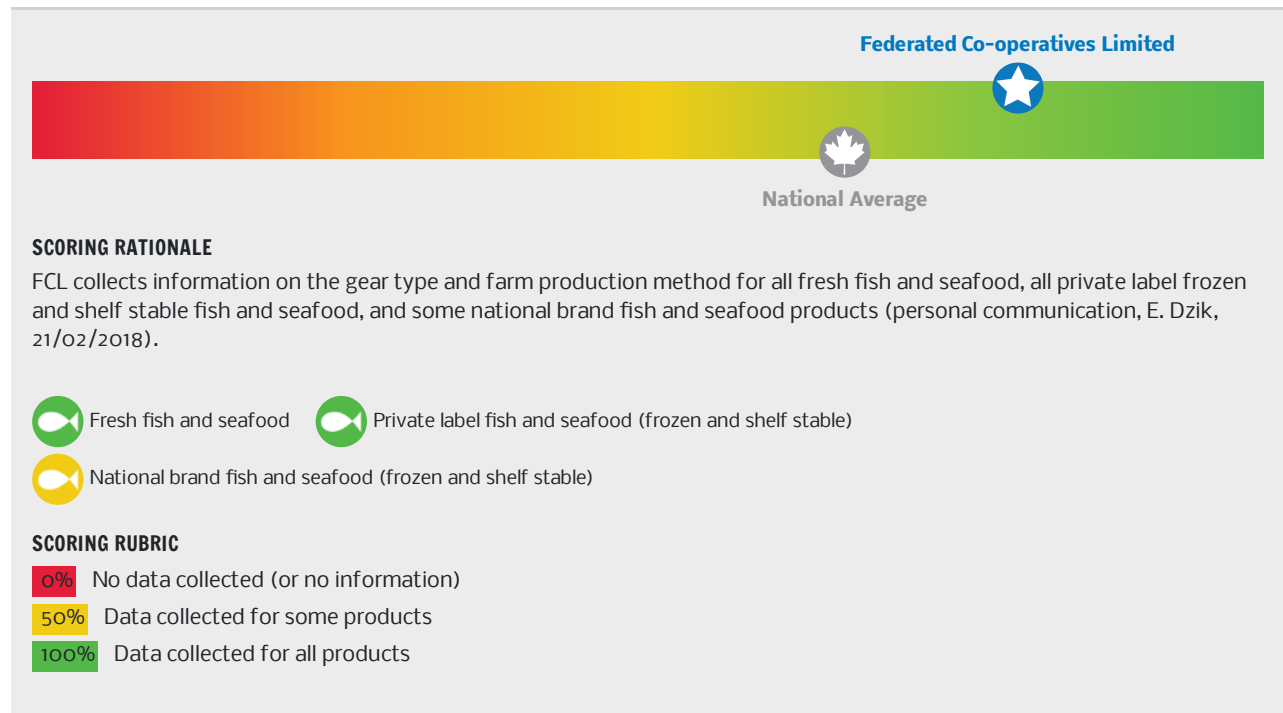 Federated Co-operatives Limited
National Average
SCORING RATIONALE
FCL collects information on the gear type and farm production method for all fresh fish and seafood, all private label frozen
and shelf stable fish and seafood, and some national brand fish and seafood products (personal communication, E. Dzik,
21/02/2018).
Fresh fish and seafood
Private label fish and seafood (frozen and shelf stable)
National brand fish and seafood (frozen and shelf stable)
SCORING RUBRIC
0% No data collected (or no information)
50% Data collected for some products
100% Data collected for all products